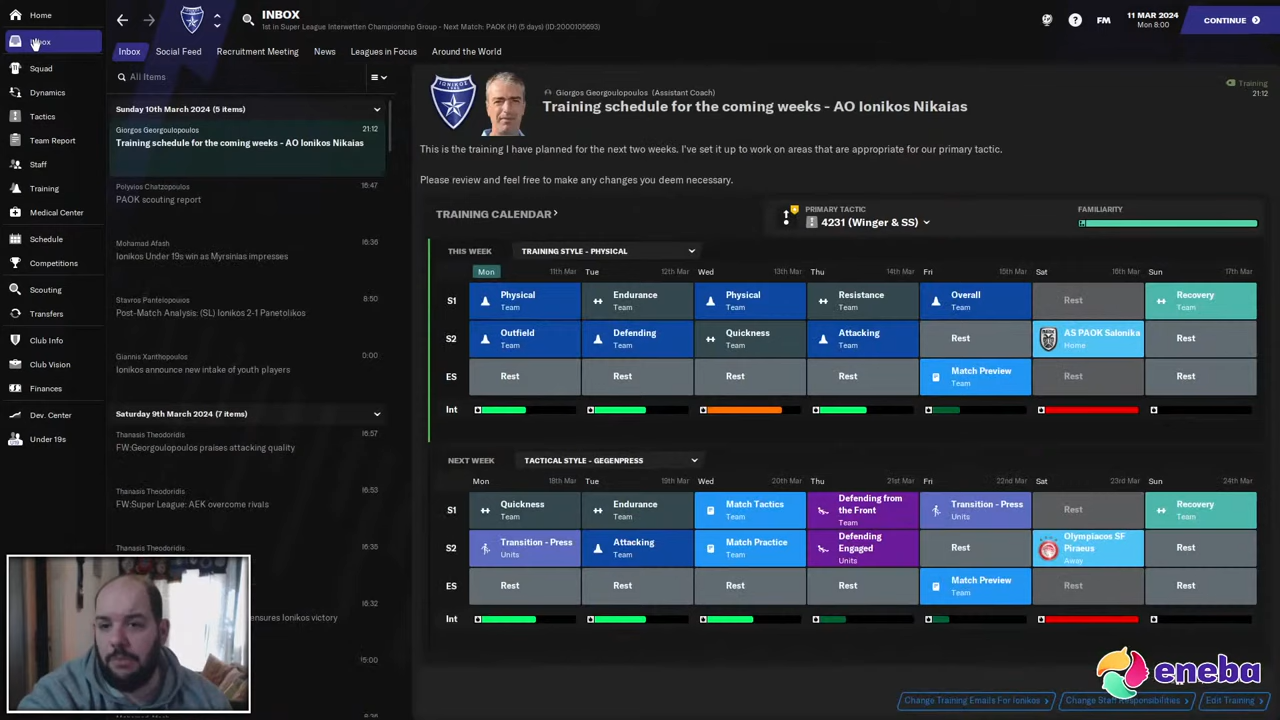 Home
Inbox
Squad
Dynamics
Tactics
Team Report
Staff
Training
Medical Center
Schedule
Competitions
Scouting
Transfers
Club Info
Club Vision
Finances
Dev. Center
Under 19s
INBOX
1st in Super League Interwetten Championship Group - Next Match: PAOK (H) (5 days) (ID:2000105693)
FM
11 MAR 2024
Mon 8:00
CONTINUE
Inbox Social Feed Recruitment Meeting News Leagues in Focus Around the World
All Items
Sunday 10th March 2024 (5 items)
Giorgos Georgoulopoulos 21:12
Training schedule for the coming weeks - AO Ionikos Nikaias
Polyvios Chatzopoulos 16:47
PAOK scouting report
Mohamad Afash 16:36
Ionikos Under 19s win as Myrsinias impresses
Stavros Panteiopoulos 8:50
Post-Match Analysis: (SL) Ionikos 2-1 Panetolikos
Giannis Xanthopoulos 0:00
Ionikos announce new intake of youth players
Saturday 9th March 2024 (7 items)
Thanasis Theodoridis 16:57
FW:Georgoulopoulos praises attacking quality
Thanasis Theodoridis 16:53
FW:Super League: AEK overcome rivals
Thanasis Theodoridis 16:35
16:32
ensures Ionikos victory
15:00
Giorgos Georgoulopoulos (Assistant Coach)
Training schedule for the coming weeks - AO Ionikos Nikaias
Training
21:12
This is the training I have planned for the next two weeks. I've set it up to work on areas that are appropriate for our primary tactic.
Please review and feel free to make any changes you deem necessary.
TRAINING CALENDAR
PRIMARY TACTIC
4231 (Winger & SS)
FAMILIARITY
THIS WEEK TRAINING STYLE - PHYSICAL
Mon 11th Mar Tue 12th Mar Wed 13th Mar Thu 14th Mar Fri 15th Mar Sat 16th Mar Sun 17th Mar
S1 Physical Endurance Physical Resistance Overall Rest Recovery
Team Team Team Team Team Team
S2 Outfield Defending Quickness Attacking Rest AS PAOK Salonika Rest
Team Team Team Team Home
ES Rest Rest Rest Rest Match Preview Rest Rest
Team
Int
NEXT WEEK TACTICAL STYLE - GEGENPRESS
Mon 18th Mar Tue 19th Mar Wed 20th Mar Thu 21st Mar Fri 22nd Mar Sat 23rd Mar Sun 24th Mar
S1 Quickness Endurance Match Tactics Defending from the Front Transition - Press Rest Recovery
Team Team Team Team Units Team
S2 Transition - Press Attacking Match Practice Defending Engaged Rest Olympiacos SF Piraeus Rest
Units Team Team Units Away
ES Rest Rest Rest Rest Match Preview Rest Rest
Team
Int
eneba
Change Training Emails For Ionikos Change Staff Responsibilities Edit Training